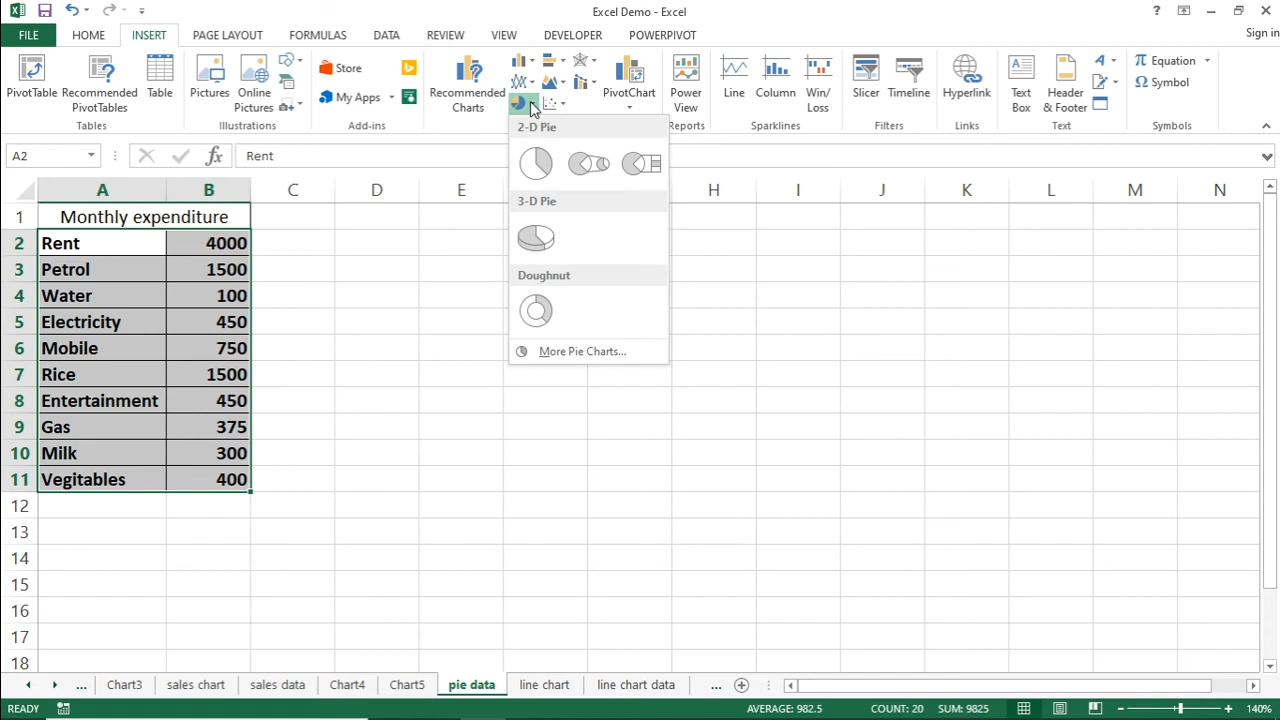 Excel Demo - Excel
Sign in
FILE HOME INSERT PAGE LAYOUT FORMULAS DATA REVIEW VIEW DEVELOPER POWERPIVOT
PivotTable
Recommended PivotTables
Table
Tables
Pictures
Online Pictures
Illustrations
Store
My Apps
Add-ins
Recommended Charts
PivotChart
Power View
Reports
Line
Column
Win/ Loss
Sparklines
Slicer
Timeline
Filters
Hyperlink
Links
Text Box
Header & Footer
Text
Equation
Symbol
Symbols
A2 fx Rent
2-D Pie
3-D Pie
Doughnut
More Pie Charts...
A B C D E H I J K L M N
1 Monthly expenditure
2 Rent 4000
3 Petrol 1500
4 Water 100
5 Electricity 450
6 Mobile 750
7 Rice 1500
8 Entertainment 450
9 Gas 375
10 Milk 300
11 Vegitables 400
12
13
14
15
16
17
18
... Chart3 sales chart sales data Chart4 Chart5 pie data line chart line chart data ...
READY AVERAGE: 982.5 COUNT: 20 SUM: 9825 140%